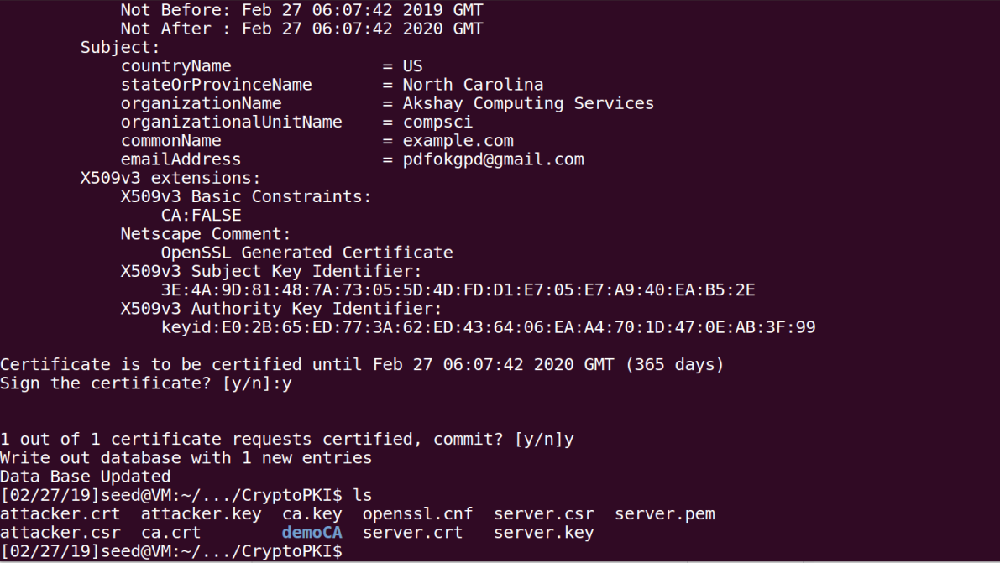 Not Before: Feb 27 06:07:42 2019 GMT
Not After : Feb 27 06:07:42 2020 GMT
Subject:
countryName = US
stateOrProvinceName = North Carolina
organizationName = Akshay Computing Services
organizationalUnitName = compsci
commonName = example.com
emailAddress = pdfokgpd@gmail.com
X509v3 extensions:
X509v3 Basic Constraints:
CA:FALSE
Netscape Comment:
OpenSSL Generated Certificate
X509v3 Subject Key Identifier:
3E:4A:9D:81:48:7A:73:05:5D:4D:FD:D1:E7:05:E7:A9:40:EA:B5:2E
X509v3 Authority Key Identifier:
keyid:E0:2B:65:ED:77:3A:62:ED:43:64:06:EA:A4:70:1D:47:0E:AB:3F:99
Certificate is to be certified until Feb 27 06:07:42 2020 GMT (365 days)
Sign the certificate? [y/n]:y
1 out of 1 certificate requests certified, commit? [y/n]y
Write out database with 1 new entries
Data Base Updated
[02/27/19]seed@VM:~/.../CryptoPKI$ ls
attacker.crt attacker.key ca.key openssl.cnf server.csr server.pem
attacker.csr ca.crt demoCA server.crt server.key
[02/27/19]seed@VM:~/.../CryptoPKI$